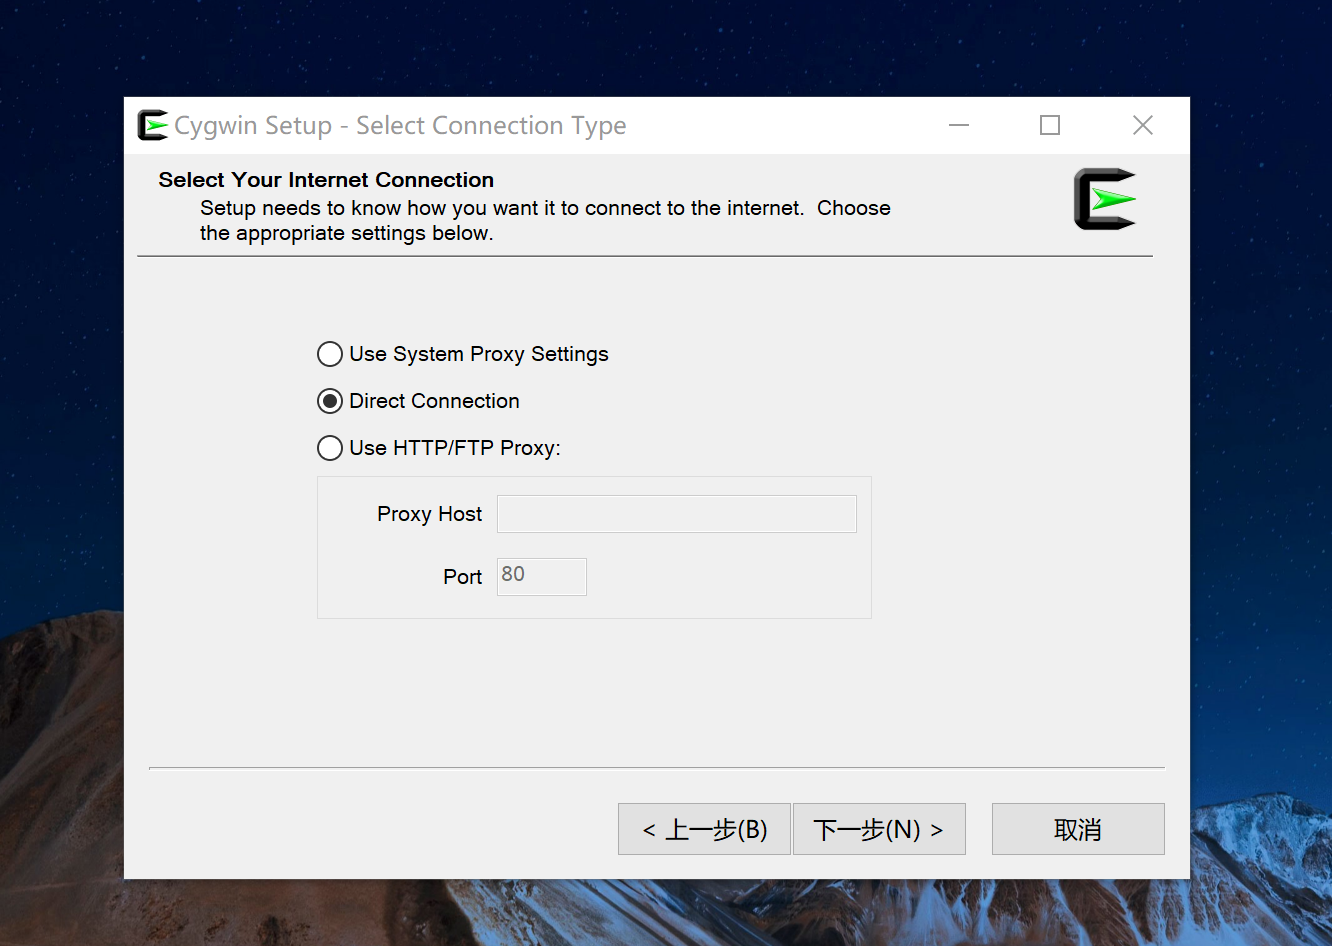 Cygwin Setup - Select Connection Type
Select Your Internet Connection
Setup needs to know how you want it to connect to the internet.  Choose
the appropriate settings below.
Use System Proxy Settings
Direct Connection
Use HTTP/FTP Proxy:
Proxy Host
Port 80
< 上一步(B) 下一步(N) > 取消